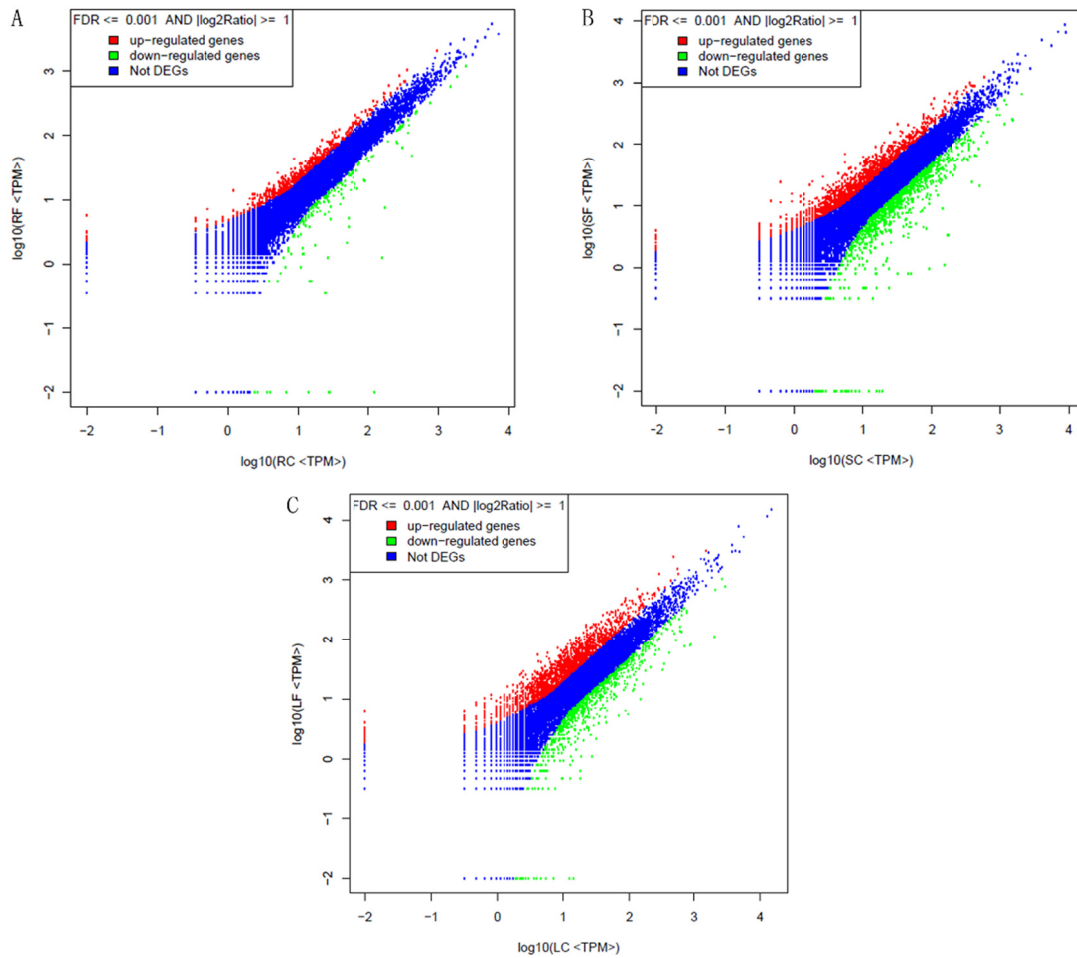 A
FDR <= 0.001 AND |log2Ratio| >= 1
up-regulated genes
down-regulated genes
Not DEGs
log10(RF <TPM>)
3
2
1
0
−1
−2
−2 −1 0 1 2 3 4
log10(RC <TPM>)
B
FDR <= 0.001 AND |log2Ratio| >= 1
up-regulated genes
down-regulated genes
Not DEGs
log10(SF <TPM>)
4
3
2
1
0
−1
−2
−2 −1 0 1 2 3 4
log10(SC <TPM>)
C
FDR <= 0.001 AND |log2Ratio| >= 1
up-regulated genes
down-regulated genes
Not DEGs
log10(LF <TPM>)
4
3
2
1
0
−1
−2
−2 −1 0 1 2 3 4
log10(LC <TPM>)